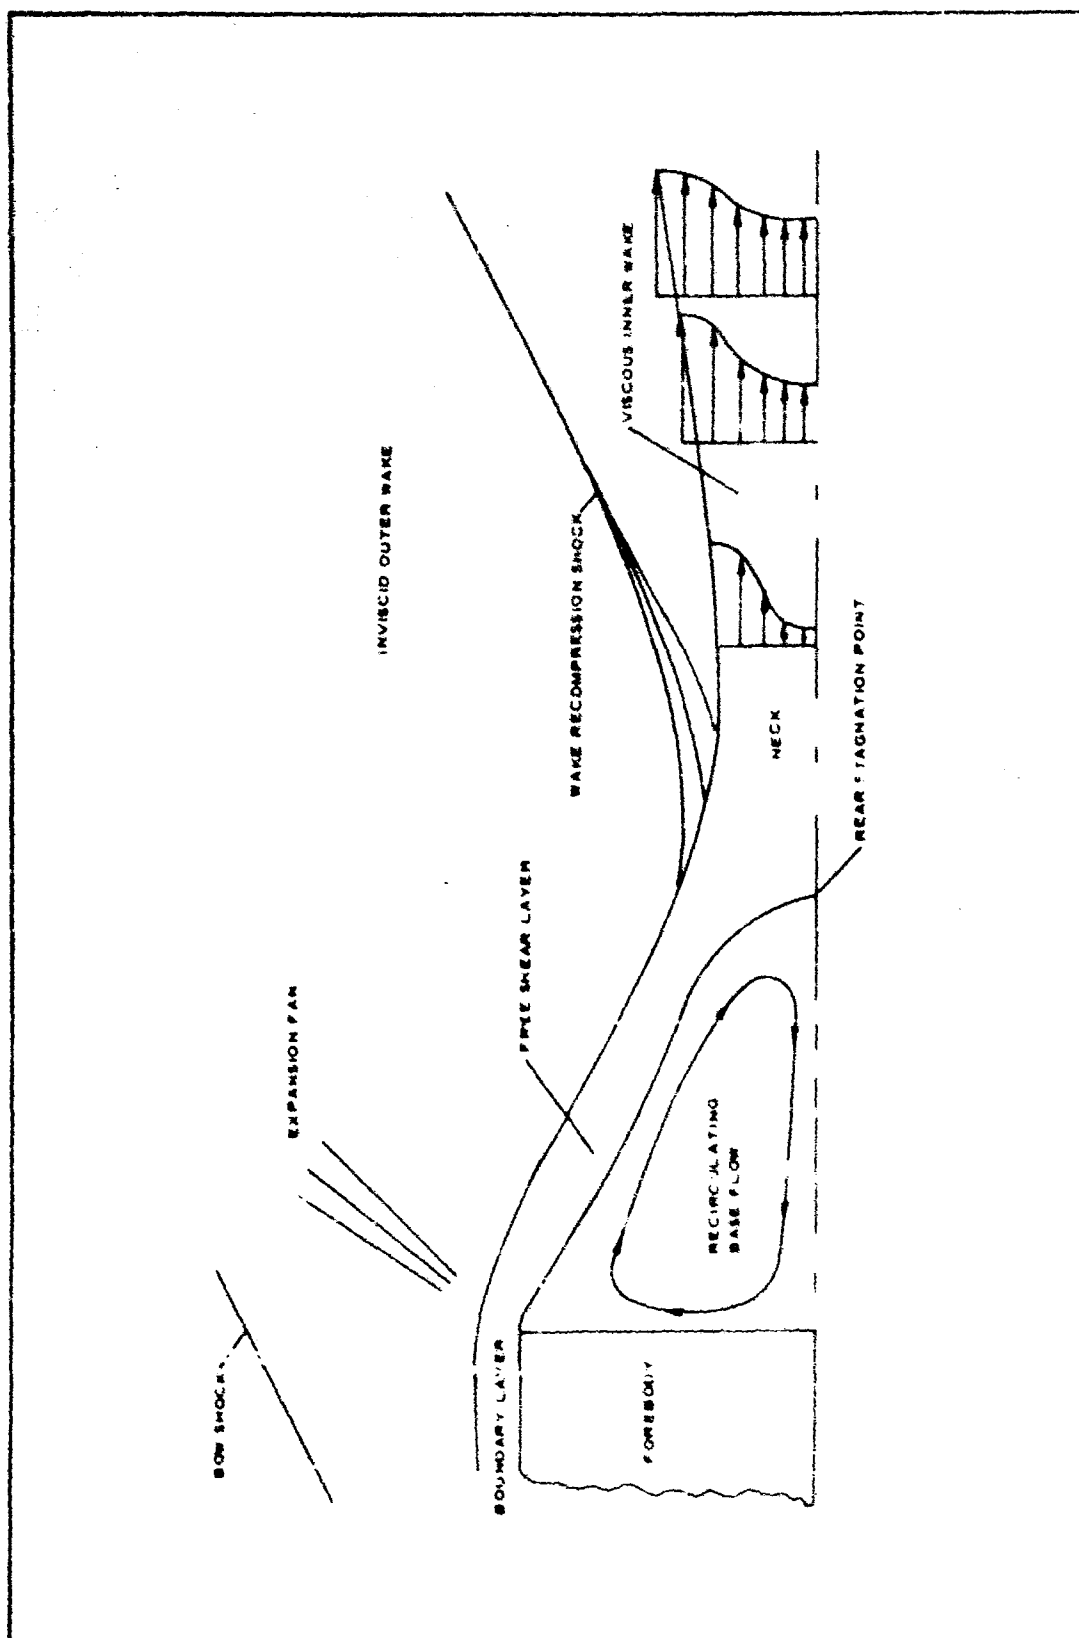 BOW SHOCK
EXPANSION FAN
INVISCID OUTER WAKE
BOUNDARY LAYER
FREE SHEAR LAYER
WAKE RECOMPRESSION SHOCK
VISCOUS INNER WAKE
FOREBODY
RECIRCULATING
BASE FLOW
NECK
REAR STAGNATION POINT